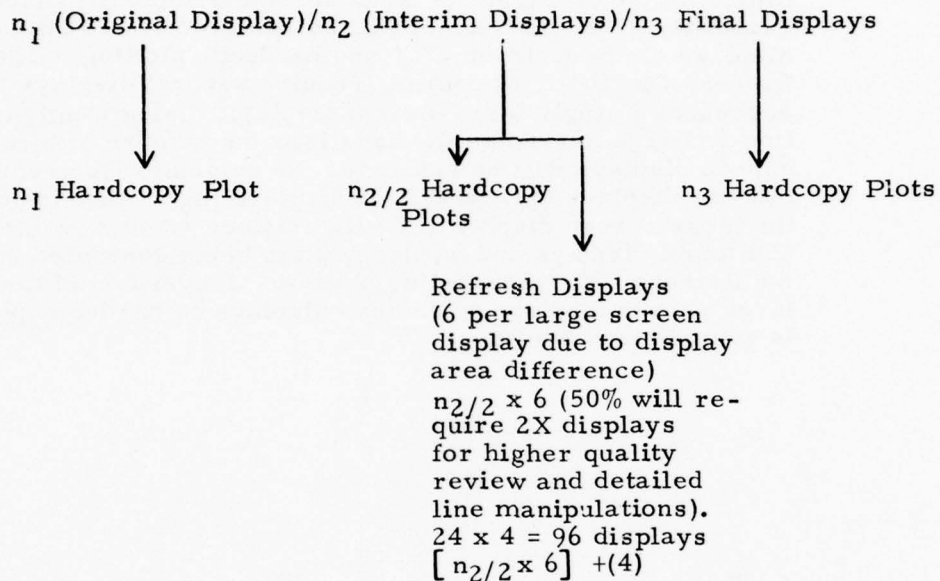 n1 (Original Display)/n2 (Interim Displays)/n3 Final Displays
n1 Hardcopy Plot
n2/2 Hardcopy
Plots
n3 Hardcopy Plots
Refresh Displays
(6 per large screen
display due to display
area difference)
n2/2 x 6 (50% will re-
quire 2X displays
for higher quality
review and detailed
line manipulations).
24 x 4 = 96 displays
[ n2/2 x 6] +(4)